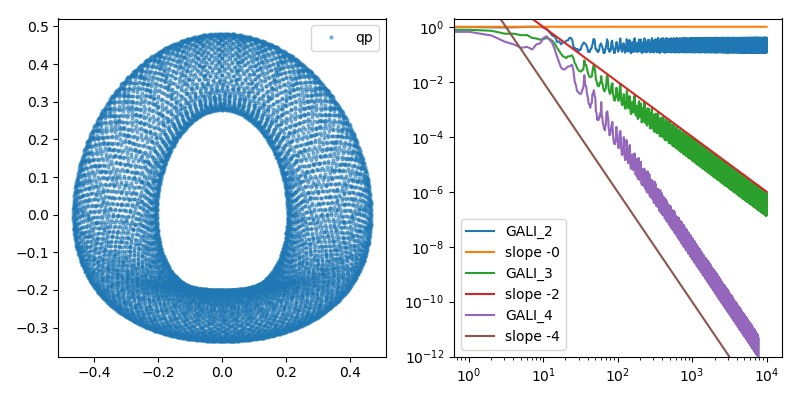 qp
0.5
0.4
0.3
0.2
0.1
0.0
−0.1
−0.2
−0.3
−0.4 −0.2 0.0 0.2 0.4
10^0
10^−2
10^−4
10^−6
10^−8
10^−10
10^−12
GALI_2
slope -0
GALI_3
slope -2
GALI_4
slope -4
10^0 10^1 10^2 10^3 10^4